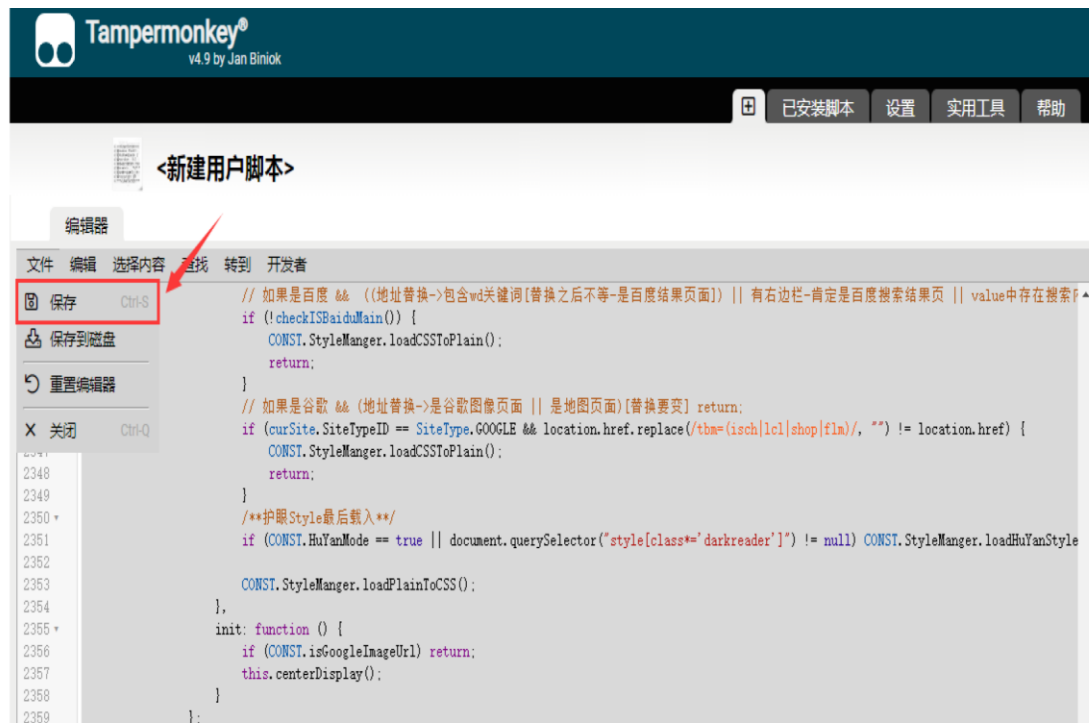 Tampermonkey®
v4.9 by Jan Biniok
已安装脚本 设置 实用工具 帮助
<新建用户脚本>
编辑器
文件 编辑 选择内容 查找 转到 开发者
保存 Ctrl-S
保存到磁盘
重置编辑器
关闭 Ctrl-Q
// 如果是百度 && ((地址替换->包含wd关键词[替换之后不等-是百度结果页面]) || 有右边栏-肯定是百度搜索结果页 || value中存在搜索
if (!checkISBaiduMain()) {
CONST.StyleManger.loadCSSToPlain();
return;
}
// 如果是谷歌 && (地址替换->是谷歌图像页面 || 是地图页面)[替换要变] return;
if (curSite.SiteTypeID == SiteType.GOOGLE && location.href.replace(/tbm=(isch|lcl|shop|flm)/, "") != location.href) {
2347 CONST.StyleManger.loadCSSToPlain();
2348 return;
2349 }
2350 /**护眼Style最后载入**/
2351 if (CONST.HuYanMode == true || document.querySelector("style[class*='darkreader']") != null) CONST.StyleManger.loadHuYanStyle
2352
2353 CONST.StyleManger.loadPlainToCSS();
2354 },
2355 init: function () {
2356 if (CONST.isGoogleImageUrl) return;
2357 this.centerDisplay();
2358 }
2359 };